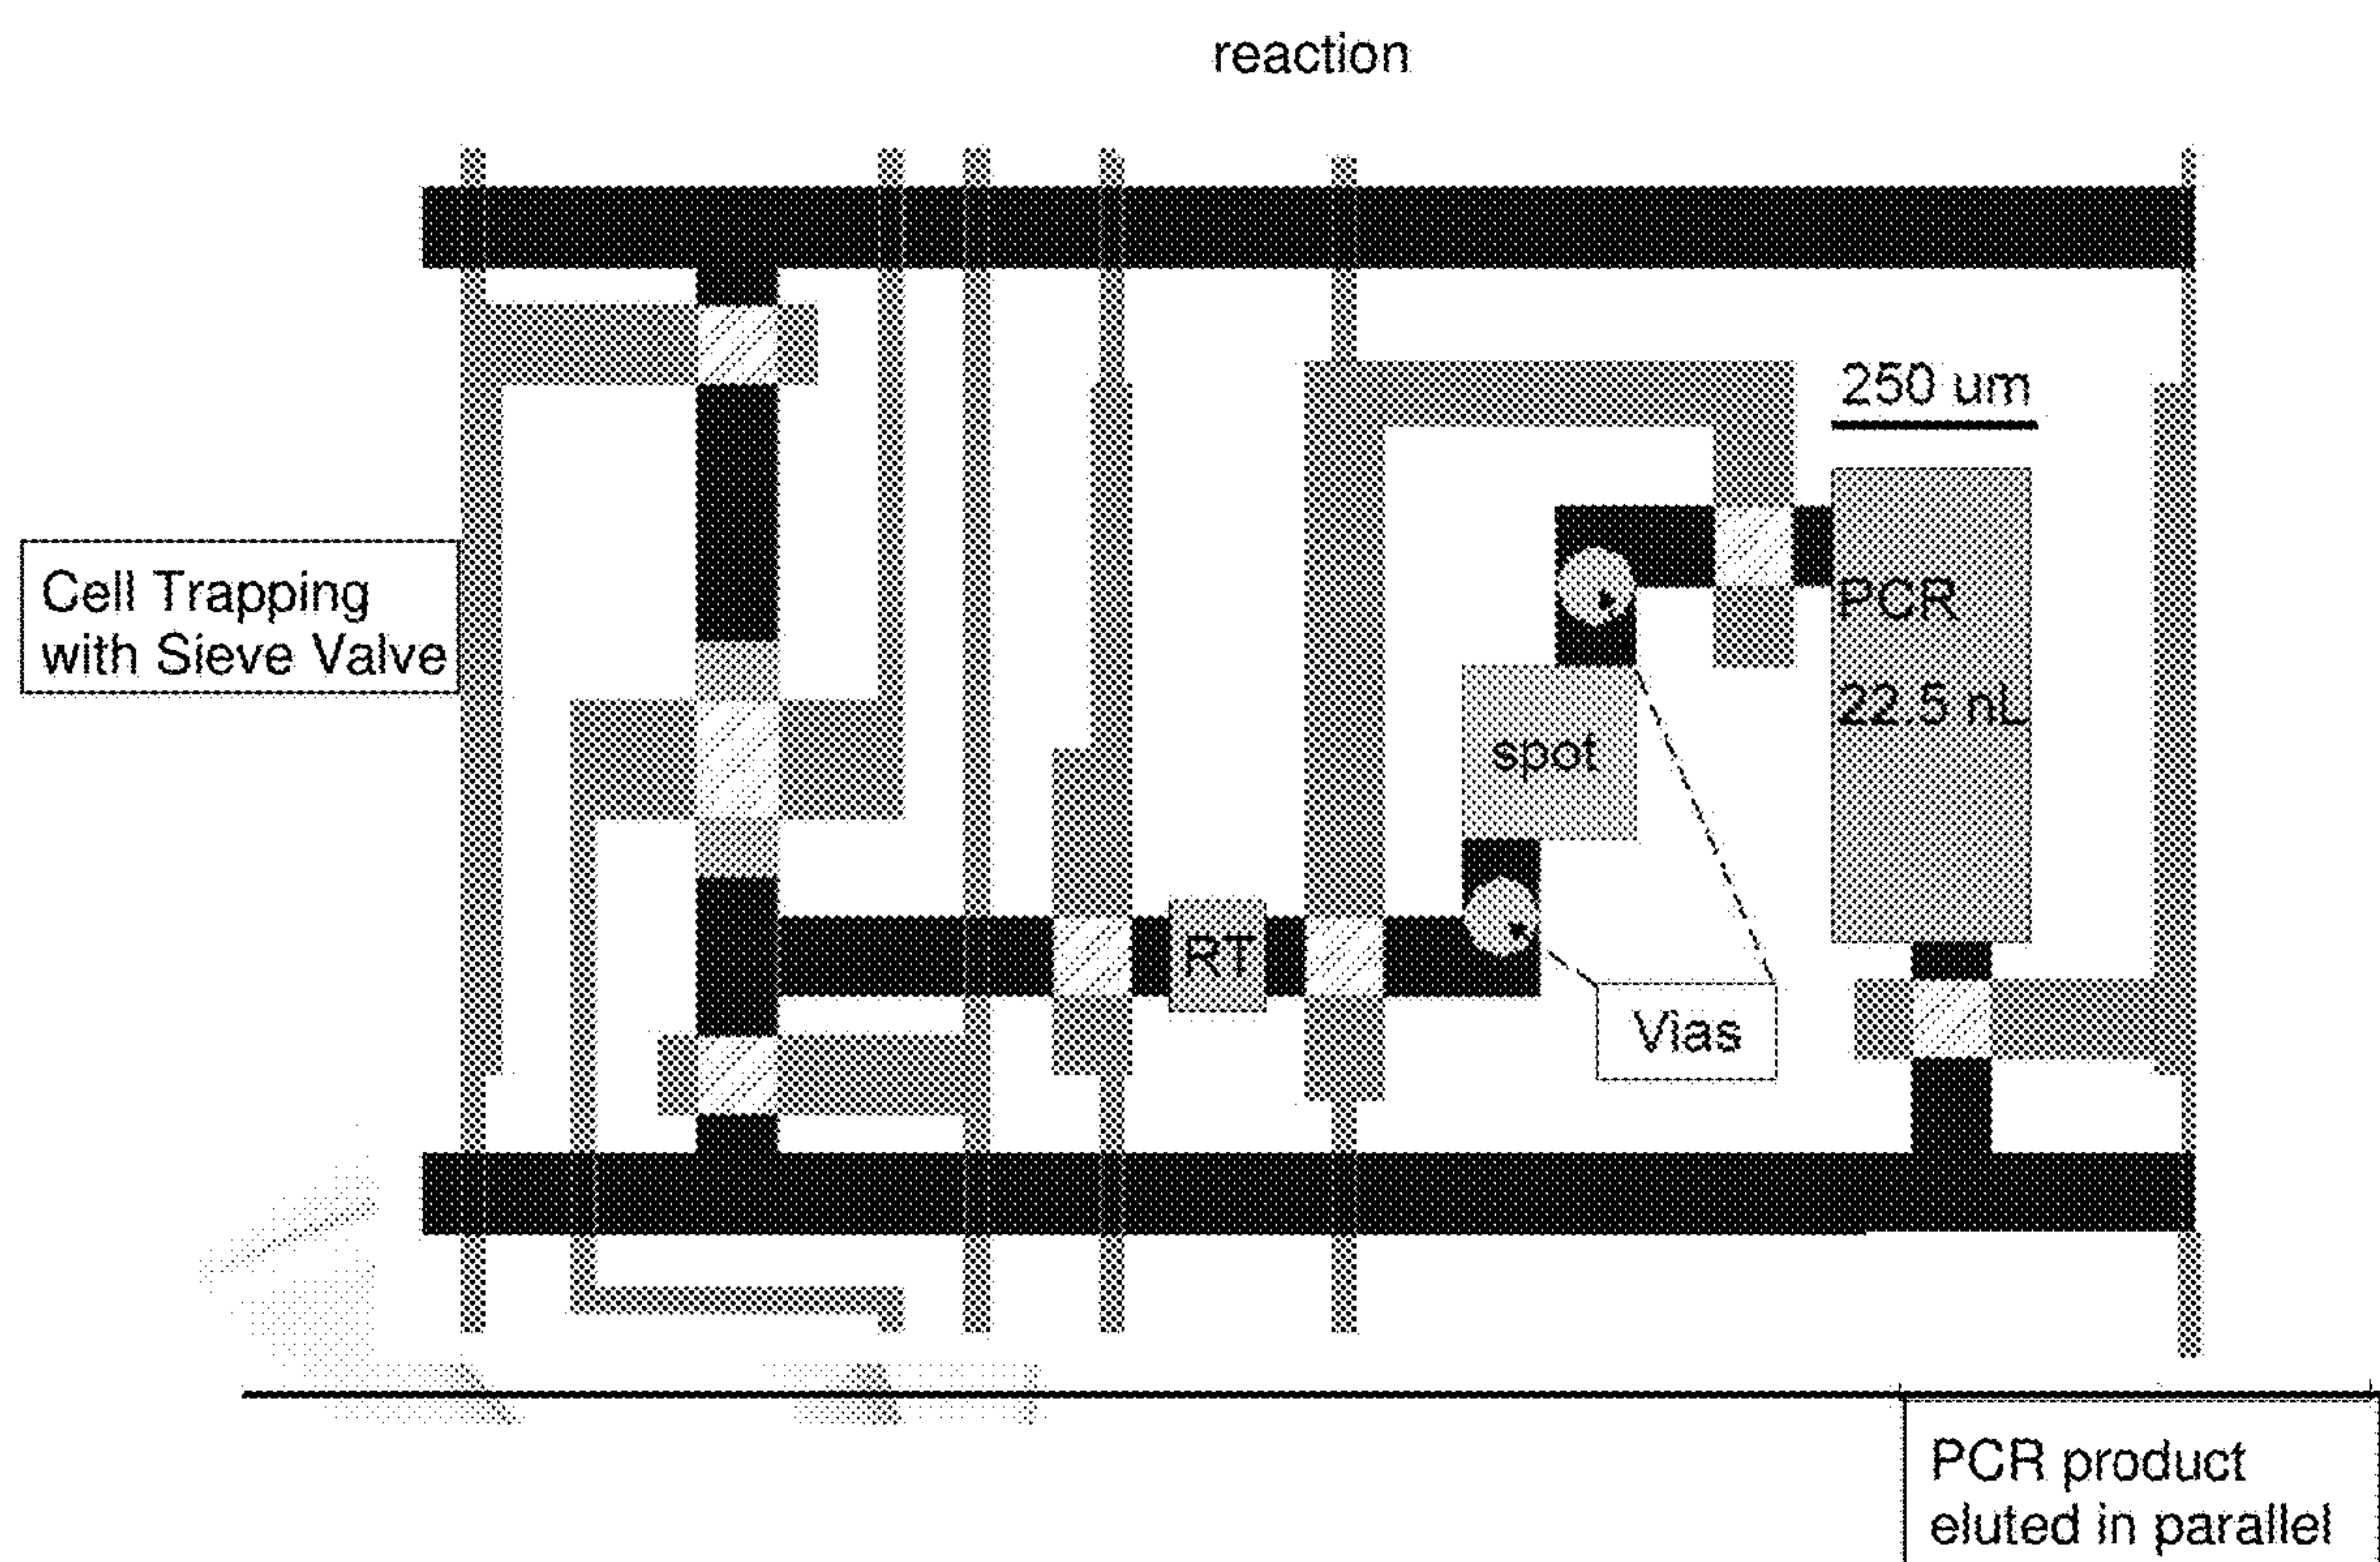 reaction
250 um
Cell Trapping
with Sieve Valve
PCR
22.5 nL
spot
RT
Vias
PCR product
eluted in parallel